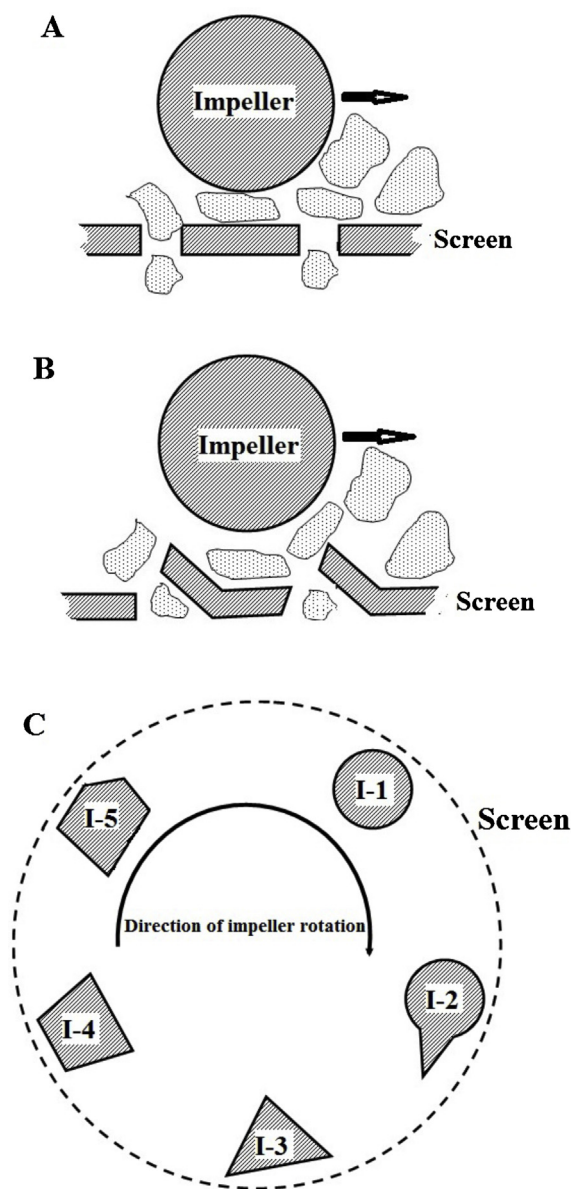 A
Impeller
Screen
B
Impeller
Screen
C
I-1
I-5
Screen
Direction of impeller rotation
I-2
I-4
I-3